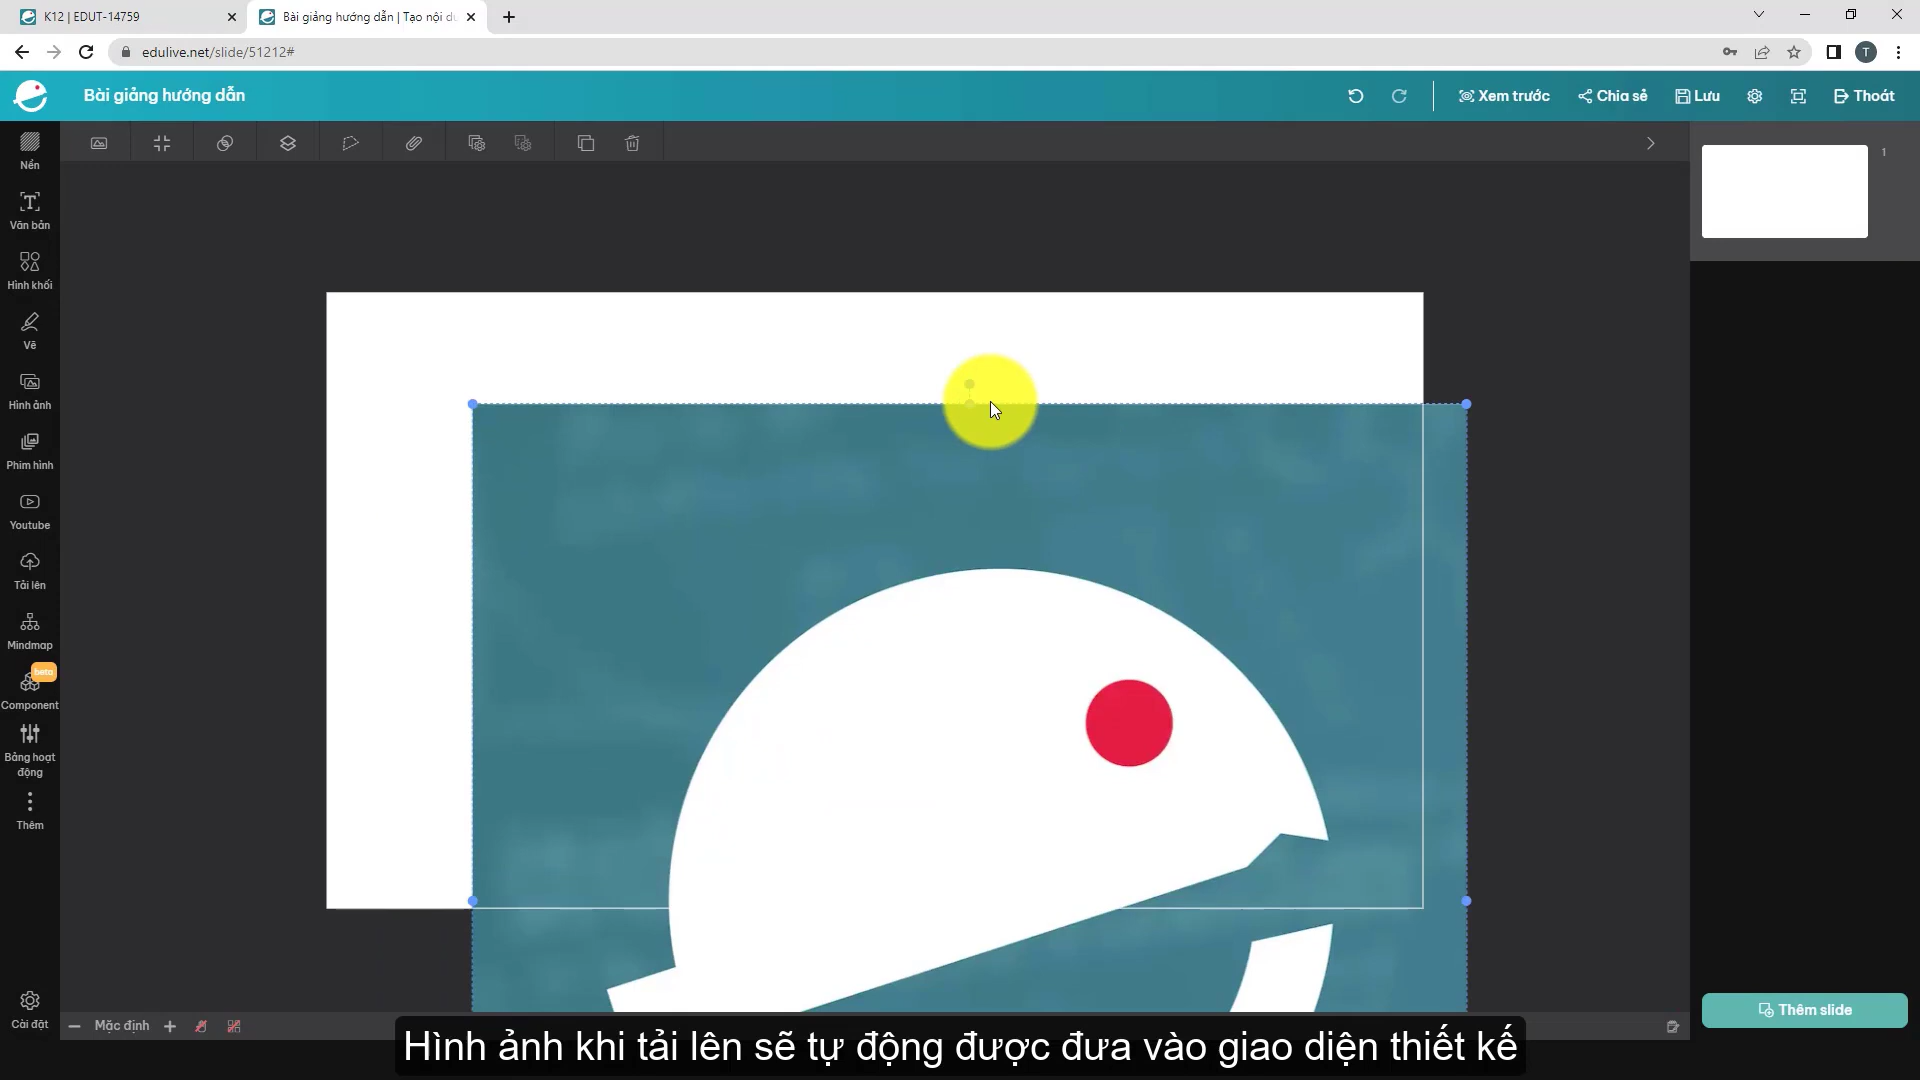 K12 | EDUT-14759
Bài giảng hướng dẫn | Tạo nội du
edulive.net/slide/51212#
T
Bài giảng hướng dẫn
Xem trước
Chia sẻ
Lưu
Thoát
Nền
Văn bản
Hình khối
Vẽ
Hình ảnh
Phim hình
Youtube
Tải lên
Mindmap
beta
Component
Bảng hoạt
động
Thêm
Cài đặt
1
Mặc định
Thêm slide
Hình ảnh khi tải lên sẽ tự động được đưa vào giao diện thiết kế